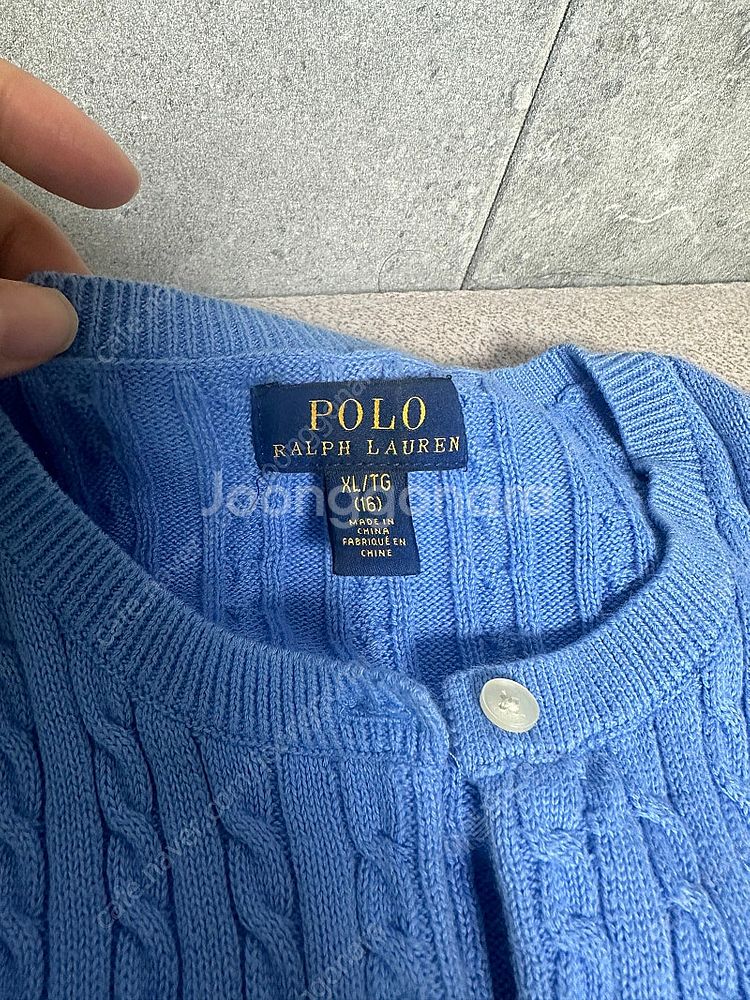 POLO
RALPH LAUREN
XL/TG
(16)
MADE IN
CHINA
FABRIQUÉ EN
CHINE
Joonggonara